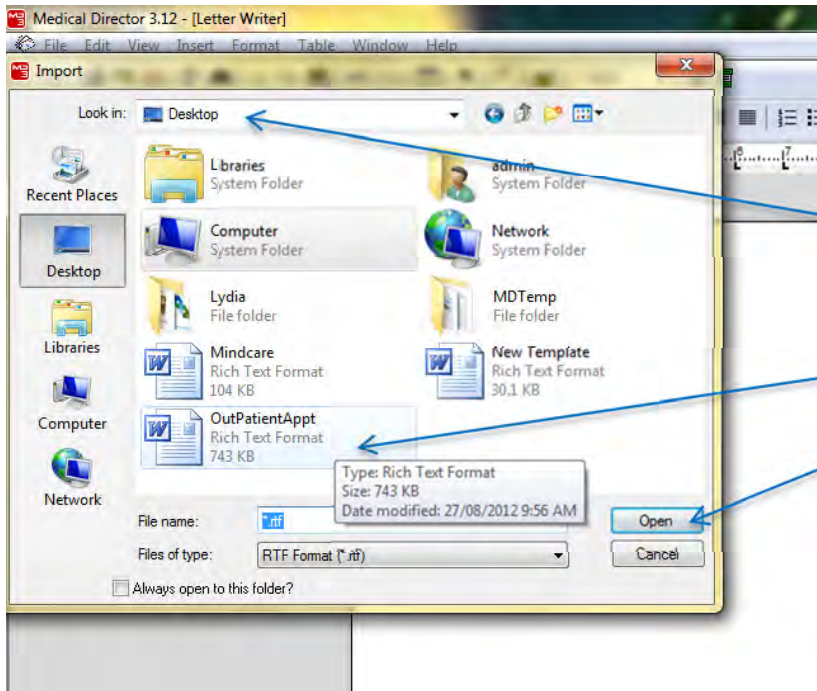 Medical Director 3.12 - [Letter Writer]
File Edit View Insert Format Table Window Help
Import
Look in: Desktop
Recent Places
Desktop
Libraries
Computer
Network
Libraries
System Folder
admin
System Folder
Computer
System Folder
Network
System Folder
Lydia
File folder
MDTemp
File folder
Mindcare
Rich Text Format
104 KB
New Template
Rich Text Format
30.1 KB
OutPatientAppt
Rich Text Format
743 KB
Type: Rich Text Format
Size: 743 KB
Date modified: 27/08/2012 9:56 AM
File name: *.rtf Open
Files of type: RTF Format (*.rtf) Cancel
Always open to this folder?
6 7